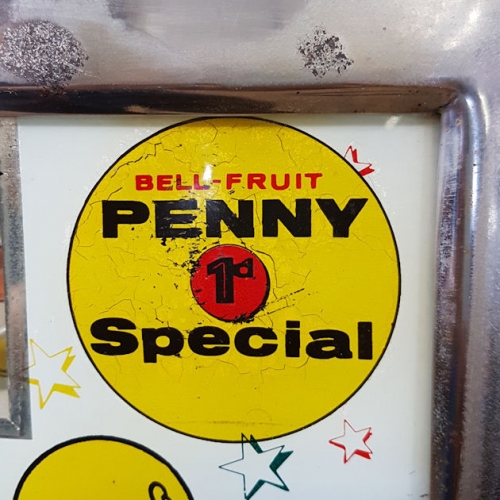 BELL-FRUIT
PENNY
1d
Special